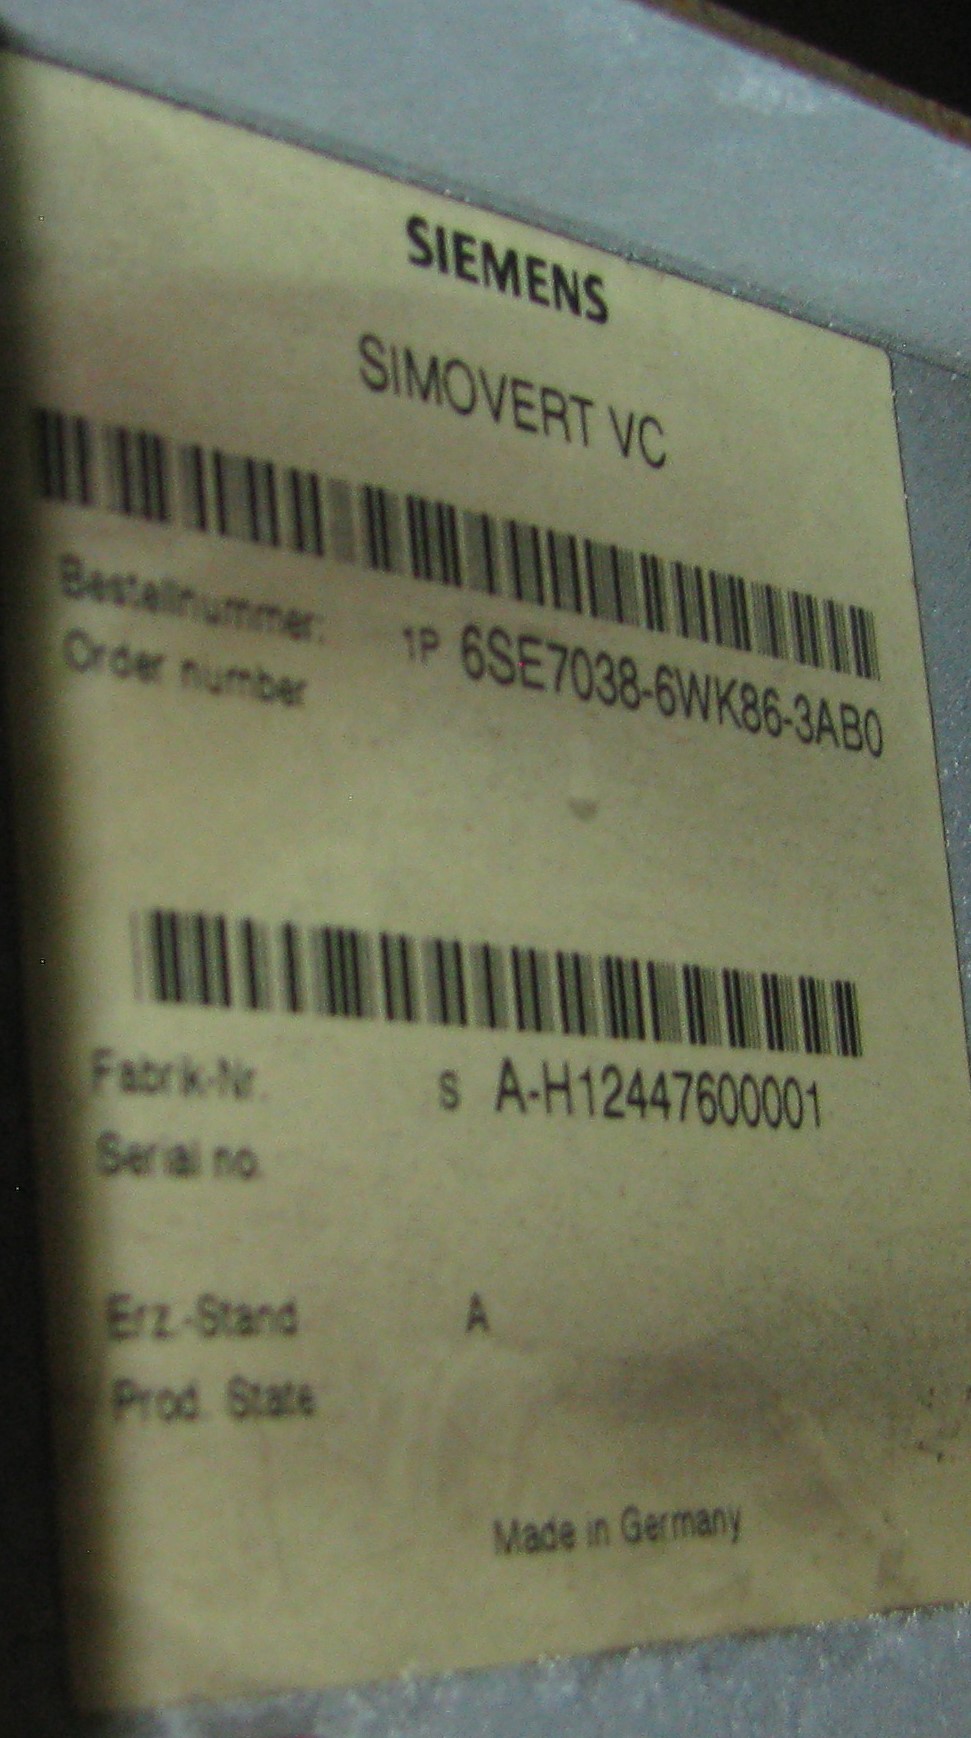 SIEMENS
SIMOVERT VC
Bestellnummer: 1P 6SE7038-6WK86-3AB0
Order number
Fabrik-Nr. S A-H12447600001
Serial no.
Erz.-Stand A
Prod. State
Made in Germany